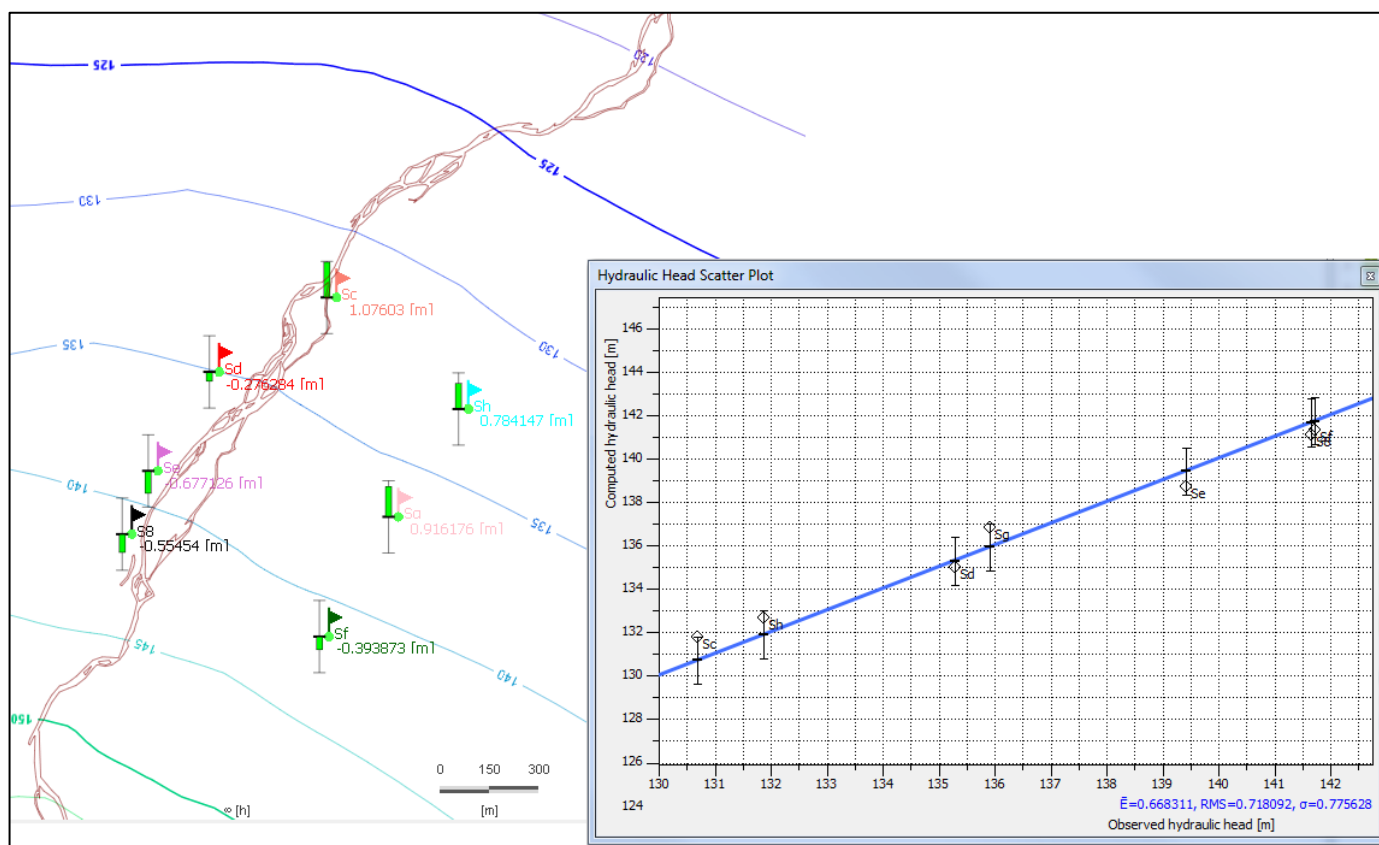 120
125
125
130
Sc
1.07603 [m]
135
Sd
-0.276284 [m]
130
Sh
0.784147 [m]
Se
-0.677126 [m]
140
S8
-0.55454 [m]
Sa
0.916176 [m]
135
Sf
-0.393873 [m]
145
140
150
0 150 300
[m]
∞ [h]
Hydraulic Head Scatter Plot
Computed hydraulic head [m]
146
144
142
140
138
136
134
132
130
128
126
124
Sc
Sh
Sd
Se
Sf
130 131 132 133 134 135 136 137 138 139 140 141 142
Ē=0.668311, RMS=0.718092, σ=0.775628
Observed hydraulic head [m]